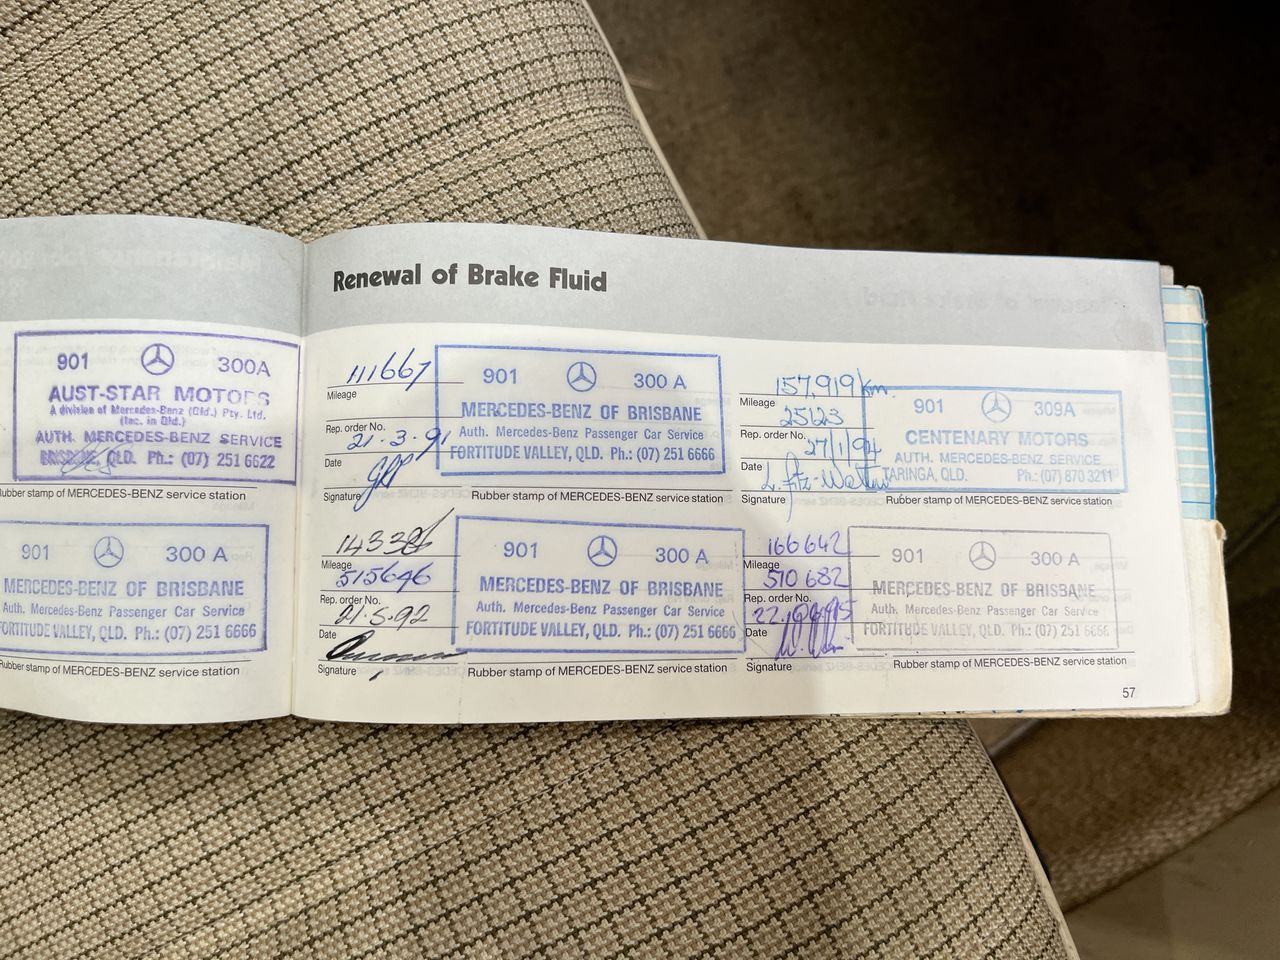 901 300A
AUST-STAR MOTORS
A division of Mercedes-Benz (Qld.) Pty. Ltd.
(Inc. in Qld.)
AUTH. MERCEDES-BENZ SERVICE
BRISBANE, QLD. Ph.: (07) 251 6622
Rubber stamp of MERCEDES-BENZ service station
901 300 A
MERCEDES-BENZ OF BRISBANE
Auth. Mercedes-Benz Passenger Car Service
FORTITUDE VALLEY, QLD. Ph.: (07) 251 6666
Rubber stamp of MERCEDES-BENZ service station
Renewal of Brake Fluid
111667
Mileage
Rep. order No.
21.3.91
Date
Signature
901 300 A
MERCEDES-BENZ OF BRISBANE
Auth. Mercedes-Benz Passenger Car Service
FORTITUDE VALLEY, QLD. Ph.: (07) 251 6666
Rubber stamp of MERCEDES-BENZ service station
157,919 km.
Mileage
25123
Rep. order No.
27/1/94
Date
Signature
901 309A
CENTENARY MOTORS
AUTH. MERCEDES-BENZ SERVICE
TARINGA, QLD. Ph.: (07) 870 3211
Rubber stamp of MERCEDES-BENZ service station
Mileage
515646
Rep. order No.
21.5.92
Date
Signature
901 300 A
MERCEDES-BENZ OF BRISBANE
Auth. Mercedes-Benz Passenger Car Service
FORTITUDE VALLEY, QLD. Ph.: (07) 251 6666
Rubber stamp of MERCEDES-BENZ service station
166642
Mileage
510682
Rep. order No.
Date
Signature
901 300 A
MERCEDES-BENZ OF BRISBANE
Auth. Mercedes-Benz Passenger Car Service
FORTITUDE VALLEY, QLD. Ph.: (07) 251 6666
Rubber stamp of MERCEDES-BENZ service station
57